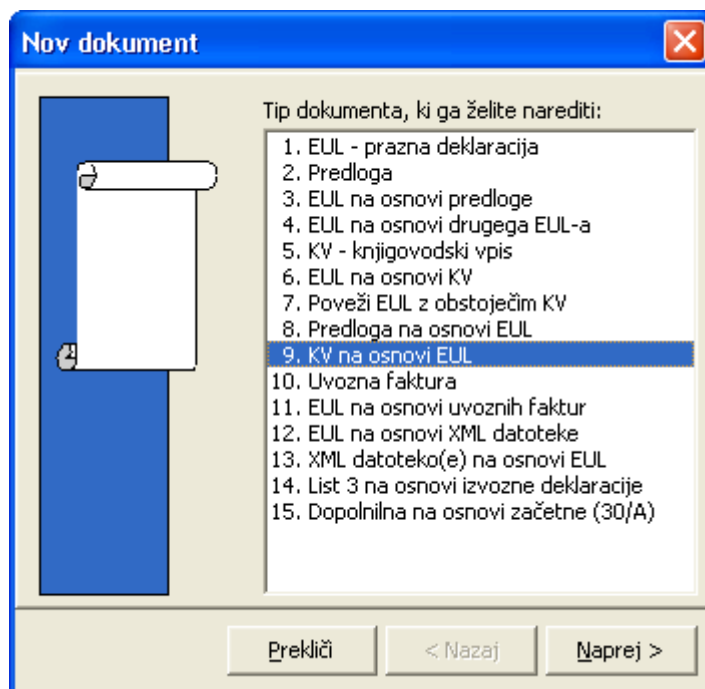 Nov dokument
Tip dokumenta, ki ga želite narediti:
1. EUL - prazna deklaracija
2. Predloga
3. EUL na osnovi predloge
4. EUL na osnovi drugega EUL-a
5. KV - knjigovodski vpis
6. EUL na osnovi KV
7. Poveži EUL z obstoječim KV
8. Predloga na osnovi EUL
9. KV na osnovi EUL
10. Uvozna faktura
11. EUL na osnovi uvoznih faktur
12. EUL na osnovi XML datoteke
13. XML datoteko(e) na osnovi EUL
14. List 3 na osnovi izvozne deklaracije
15. Dopolnilna na osnovi začetne (30/A)
Prekliči < Nazaj Naprej >